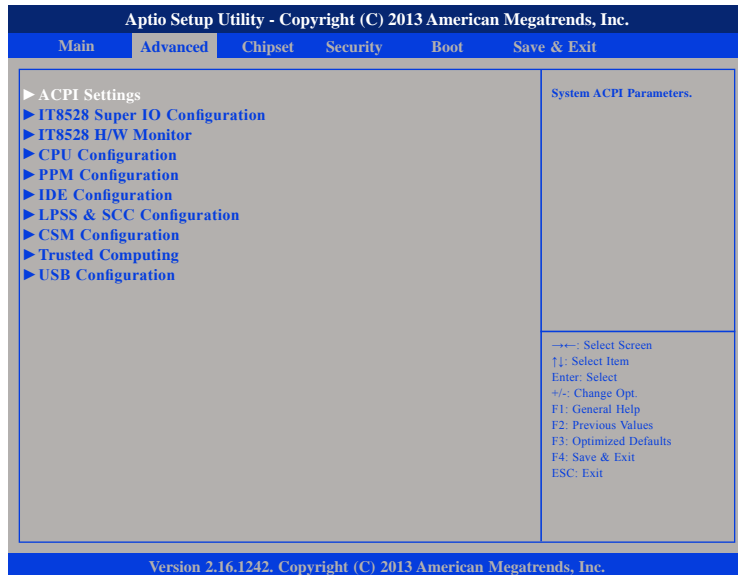 Aptio Setup Utility - Copyright (C) 2013 American Megatrends, Inc.
Main Advanced Chipset Security Boot Save & Exit
►ACPI Settings
►IT8528 Super IO Configuration
►IT8528 H/W Monitor
►CPU Configuration
►PPM Configuration
►IDE Configuration
►LPSS & SCC Configuration
►CSM Configuration
►Trusted Computing
►USB Configuration
System ACPI Parameters.
→←: Select Screen
↑↓: Select Item
Enter: Select
+/-: Change Opt.
F1: General Help
F2: Previous Values
F3: Optimized Defaults
F4: Save & Exit
ESC: Exit
Version 2.16.1242. Copyright (C) 2013 American Megatrends, Inc.